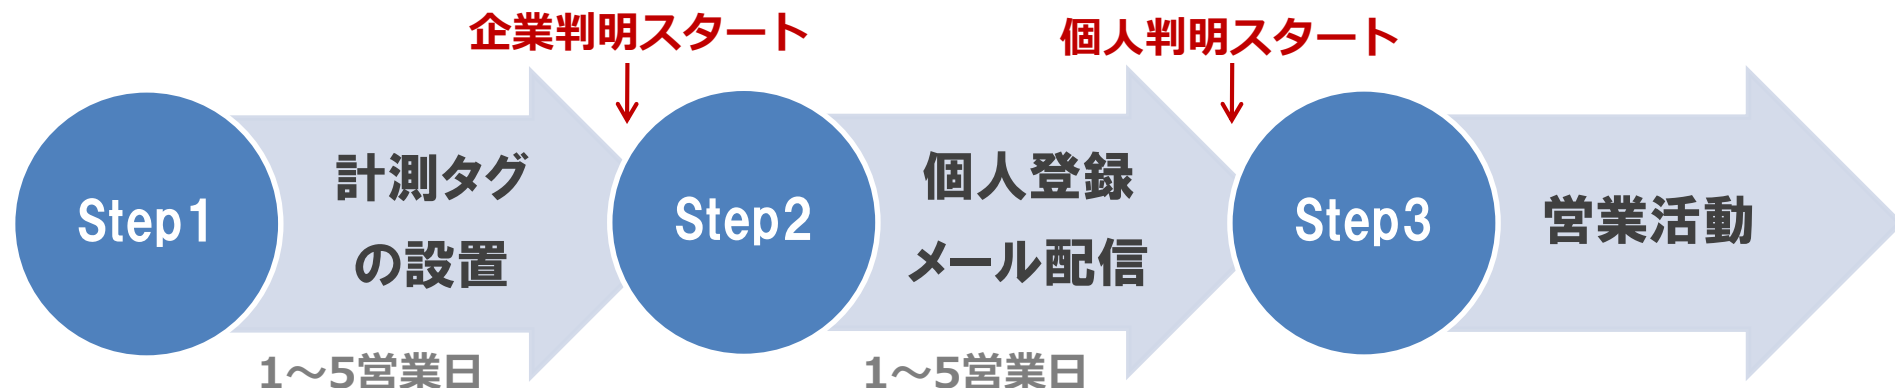 企業判明スタート
個人判明スタート
Step1
計測タグ
の設置
1～5営業日
Step2
個人登録
メール配信
1～5営業日
Step3
営業活動